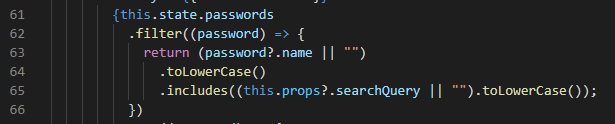 61 {this.state.passwords
62 .filter((password) => {
63 return (password?.name || "")
64 .toLowerCase()
65 .includes((this.props?.searchQuery || "").toLowerCase());
66 })